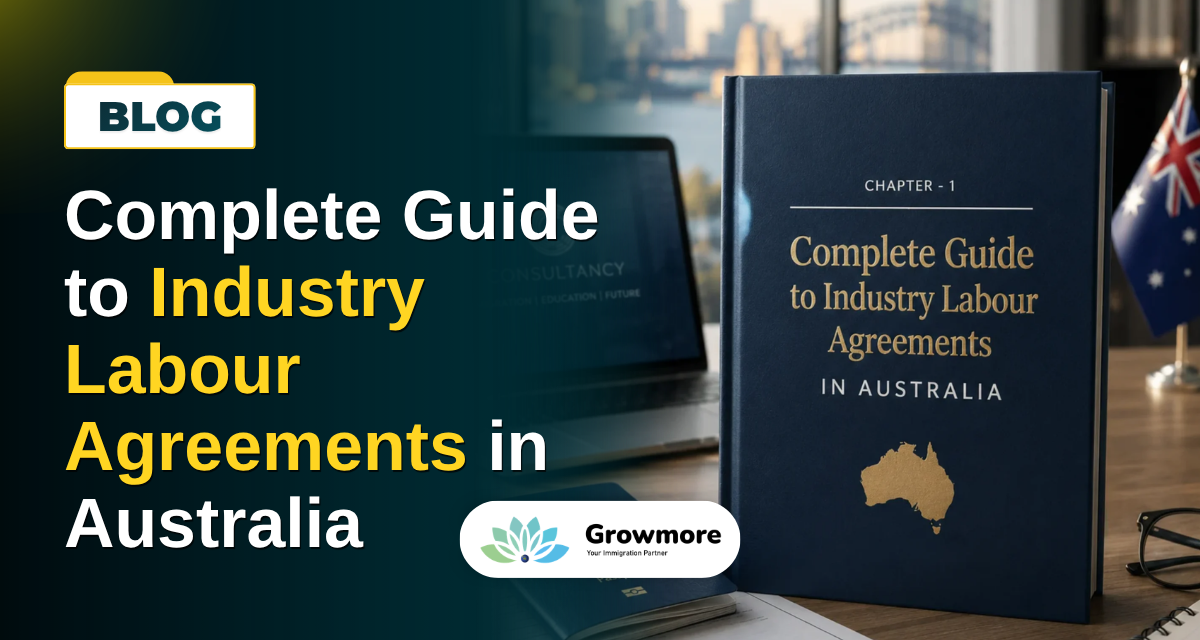 BLOG
Complete Guide
to Industry
Labour
Agreements in
Australia
CONSULTANCY
EDUCATION | FUTURE
Growmore
Your Immigration Partner
CHAPTER - 1
Complete Guide
to Industry Labour
Agreements
IN AUSTRALIA